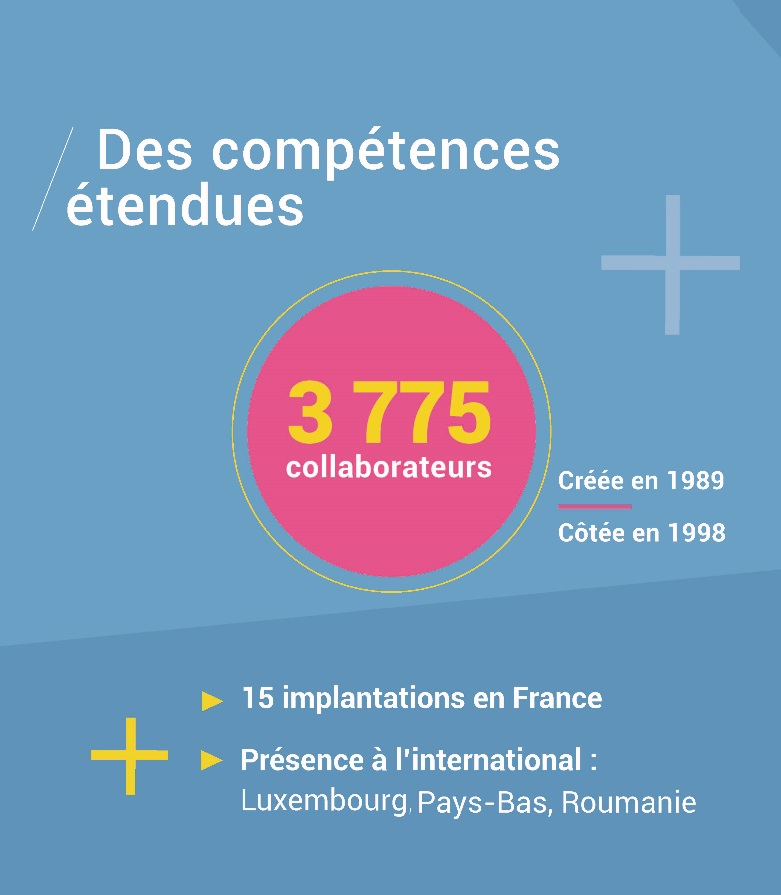 Des compétences
étendues
3 775
collaborateurs
Créée en 1989
Côtée en 1998
15 implantations en France
Présence à l'international :
Luxembourg, Pays-Bas, Roumanie